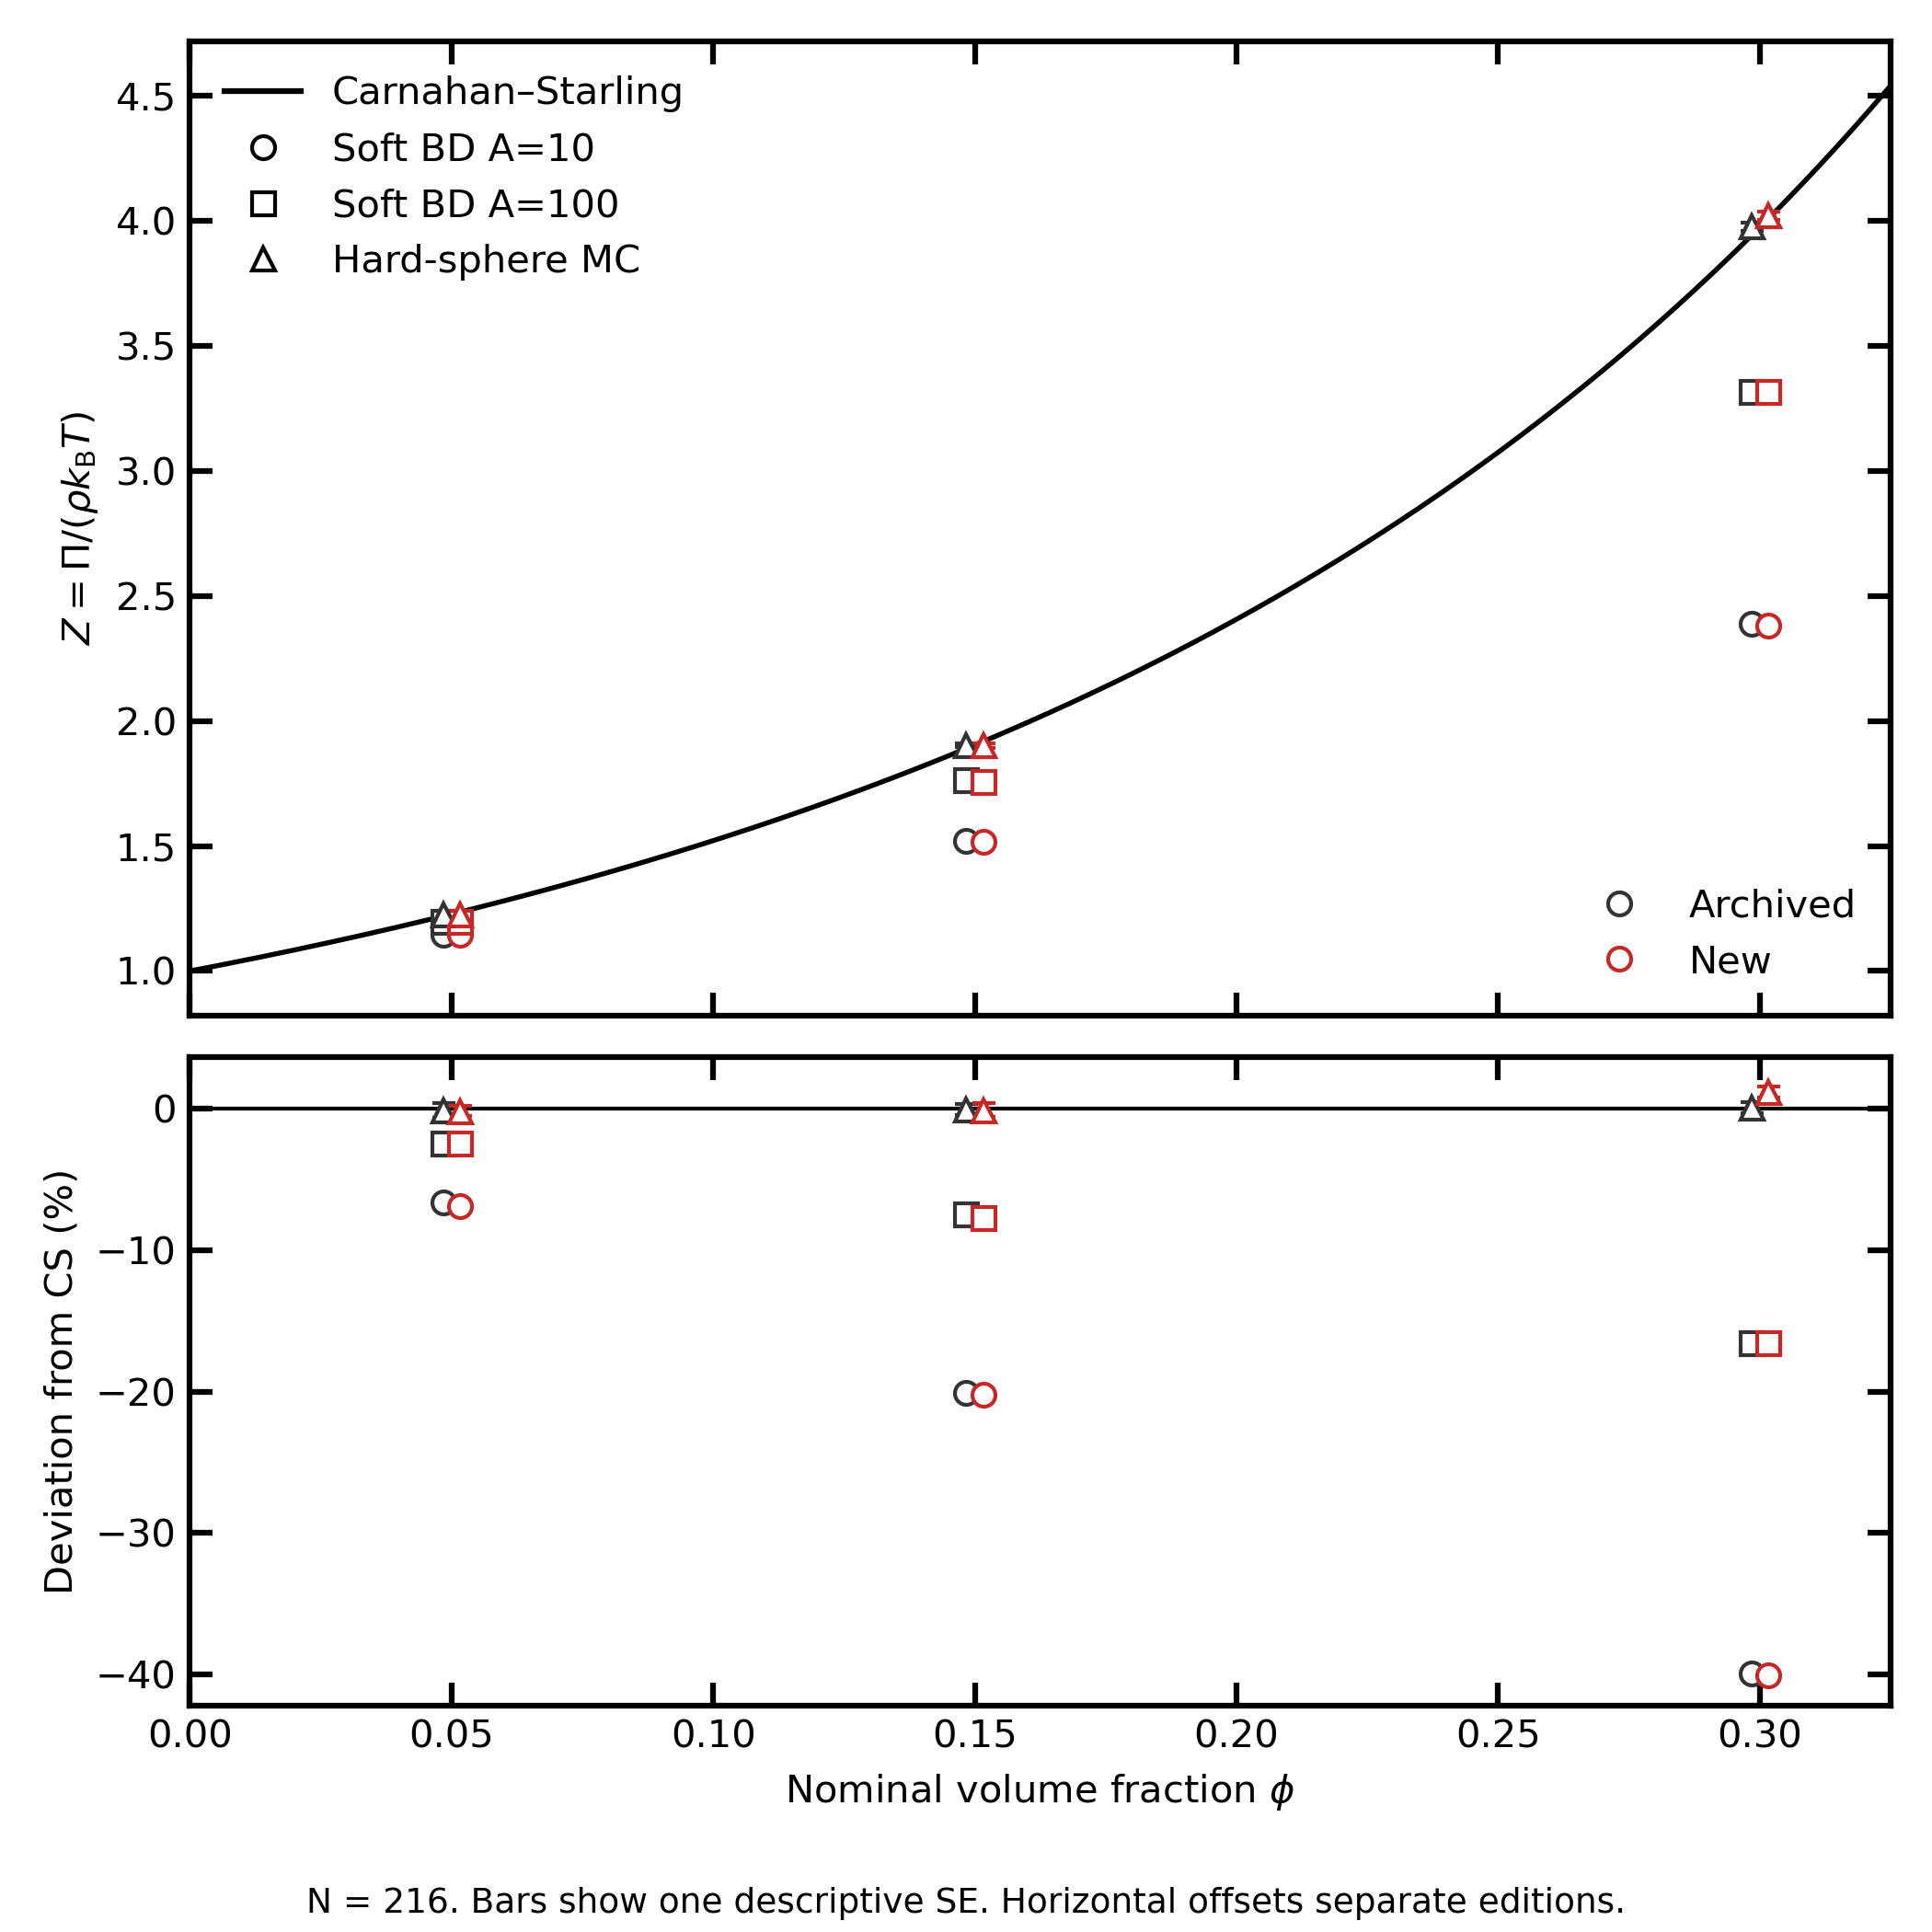 Carnahan–Starling
Soft BD A=10
Soft BD A=100
Hard-sphere MC
4.5
4.0
3.5
3.0
2.5
2.0
1.5
1.0
Z = Π/(ρk_BT)
Archived
New
0
−10
−20
−30
−40
Deviation from CS (%)
0.00 0.05 0.10 0.15 0.20 0.25 0.30
Nominal volume fraction ϕ
N = 216. Bars show one descriptive SE. Horizontal offsets separate editions.